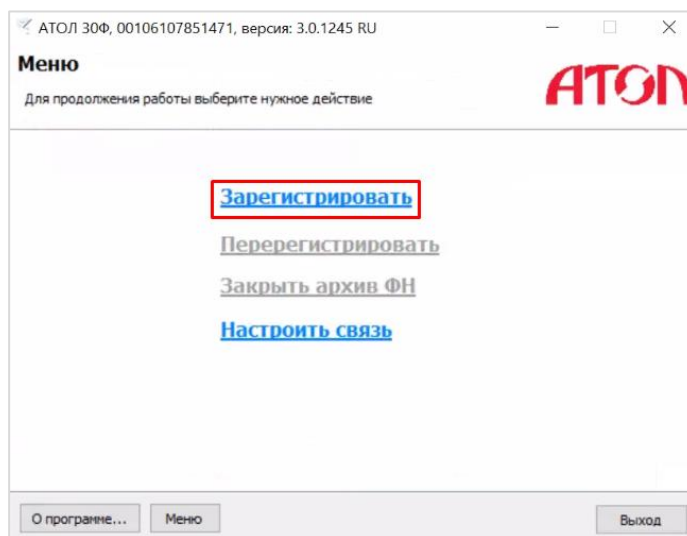 АТОЛ 30Ф, 00106107851471, версия: 3.0.1245 RU
Меню
Для продолжения работы выберите нужное действие
АТОЛ
Зарегистрировать
Перерегистрировать
Закрыть архив ФН
Настроить связь
О программе...
Меню
Выход